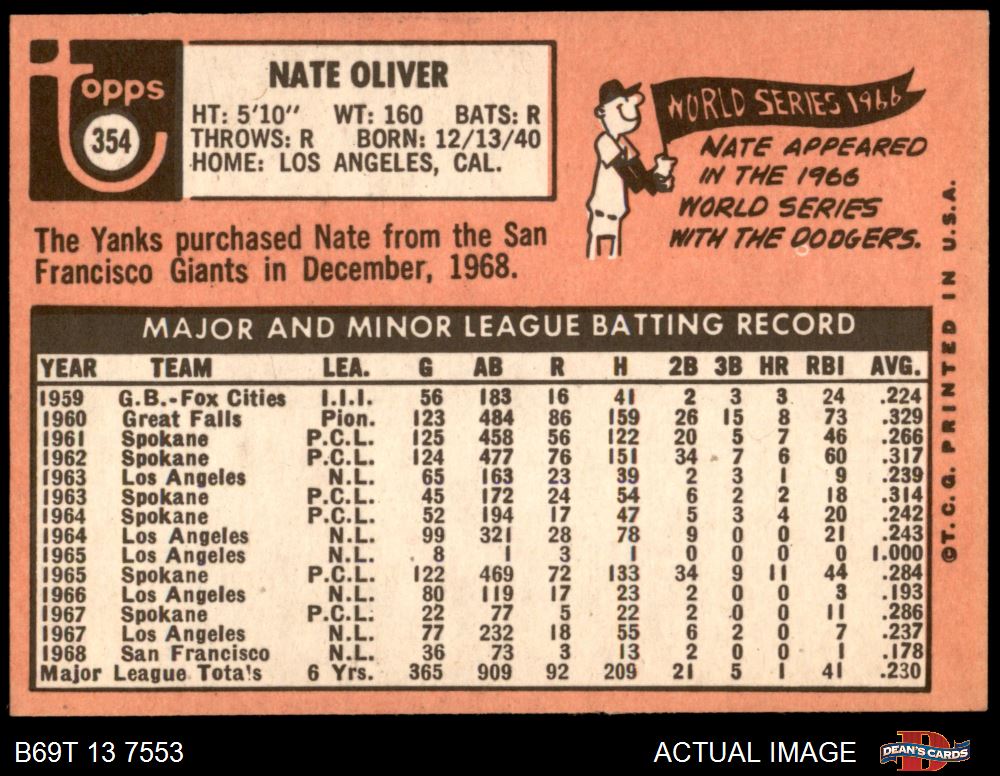 Topps
354
NATE OLIVER
HT: 5'10" WT: 160 BATS: R
THROWS: R BORN: 12/13/40
HOME: LOS ANGELES, CAL.
WORLD SERIES 1966
NATE APPEARED
IN THE 1966
WORLD SERIES
WITH THE DODGERS.
The Yanks purchased Nate from the San
Francisco Giants in December, 1968.
MAJOR AND MINOR LEAGUE BATTING RECORD
YEAR TEAM LEA. G AB R H 2B 3B HR RBI AVG.
1959 G.B.-Fox Cities I.I.I. 56 183 16 41 2 3 3 24 .224
1960 Great Falls Pion. 123 484 86 159 26 15 8 73 .329
1961 Spokane P.C.L. 125 458 56 122 20 5 7 46 .266
1962 Spokane P.C.L. 124 477 76 151 34 7 6 60 .317
1963 Los Angeles N.L. 65 163 23 39 2 3 1 9 .239
1963 Spokane P.C.L. 45 172 24 54 6 2 2 18 .314
1964 Spokane P.C.L. 52 194 17 47 5 3 4 20 .242
1964 Los Angeles N.L. 99 321 28 78 9 0 0 21 .243
1965 Los Angeles N.L. 8 1 3 1 0 0 0 0 1.000
1965 Spokane P.C.L. 122 469 72 133 34 9 11 44 .284
1966 Los Angeles N.L. 80 119 17 23 2 0 0 3 .193
1967 Spokane P.C.L. 22 77 5 22 2 0 0 11 .286
1967 Los Angeles N.L. 77 232 18 55 6 2 0 7 .237
1968 San Francisco N.L. 36 73 3 13 2 0 0 1 .178
Major League Tota's 6 Yrs. 365 909 92 209 21 5 1 41 .230
©T.C.G. PRINTED IN U.S.A.
B69T 13 7553
ACTUAL IMAGE
DEAN'S CARDS